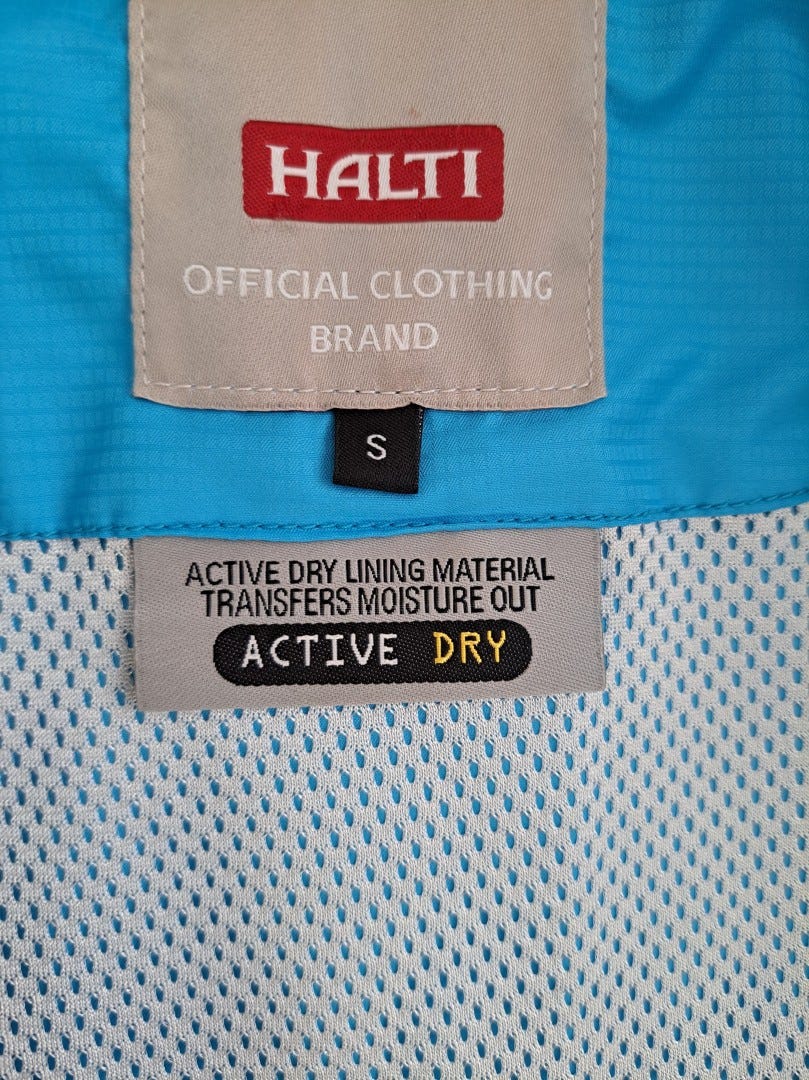 HALTI
OFFICIAL CLOTHING
BRAND
S
ACTIVE DRY LINING MATERIAL
TRANSFERS MOISTURE OUT
ACTIVE DRY